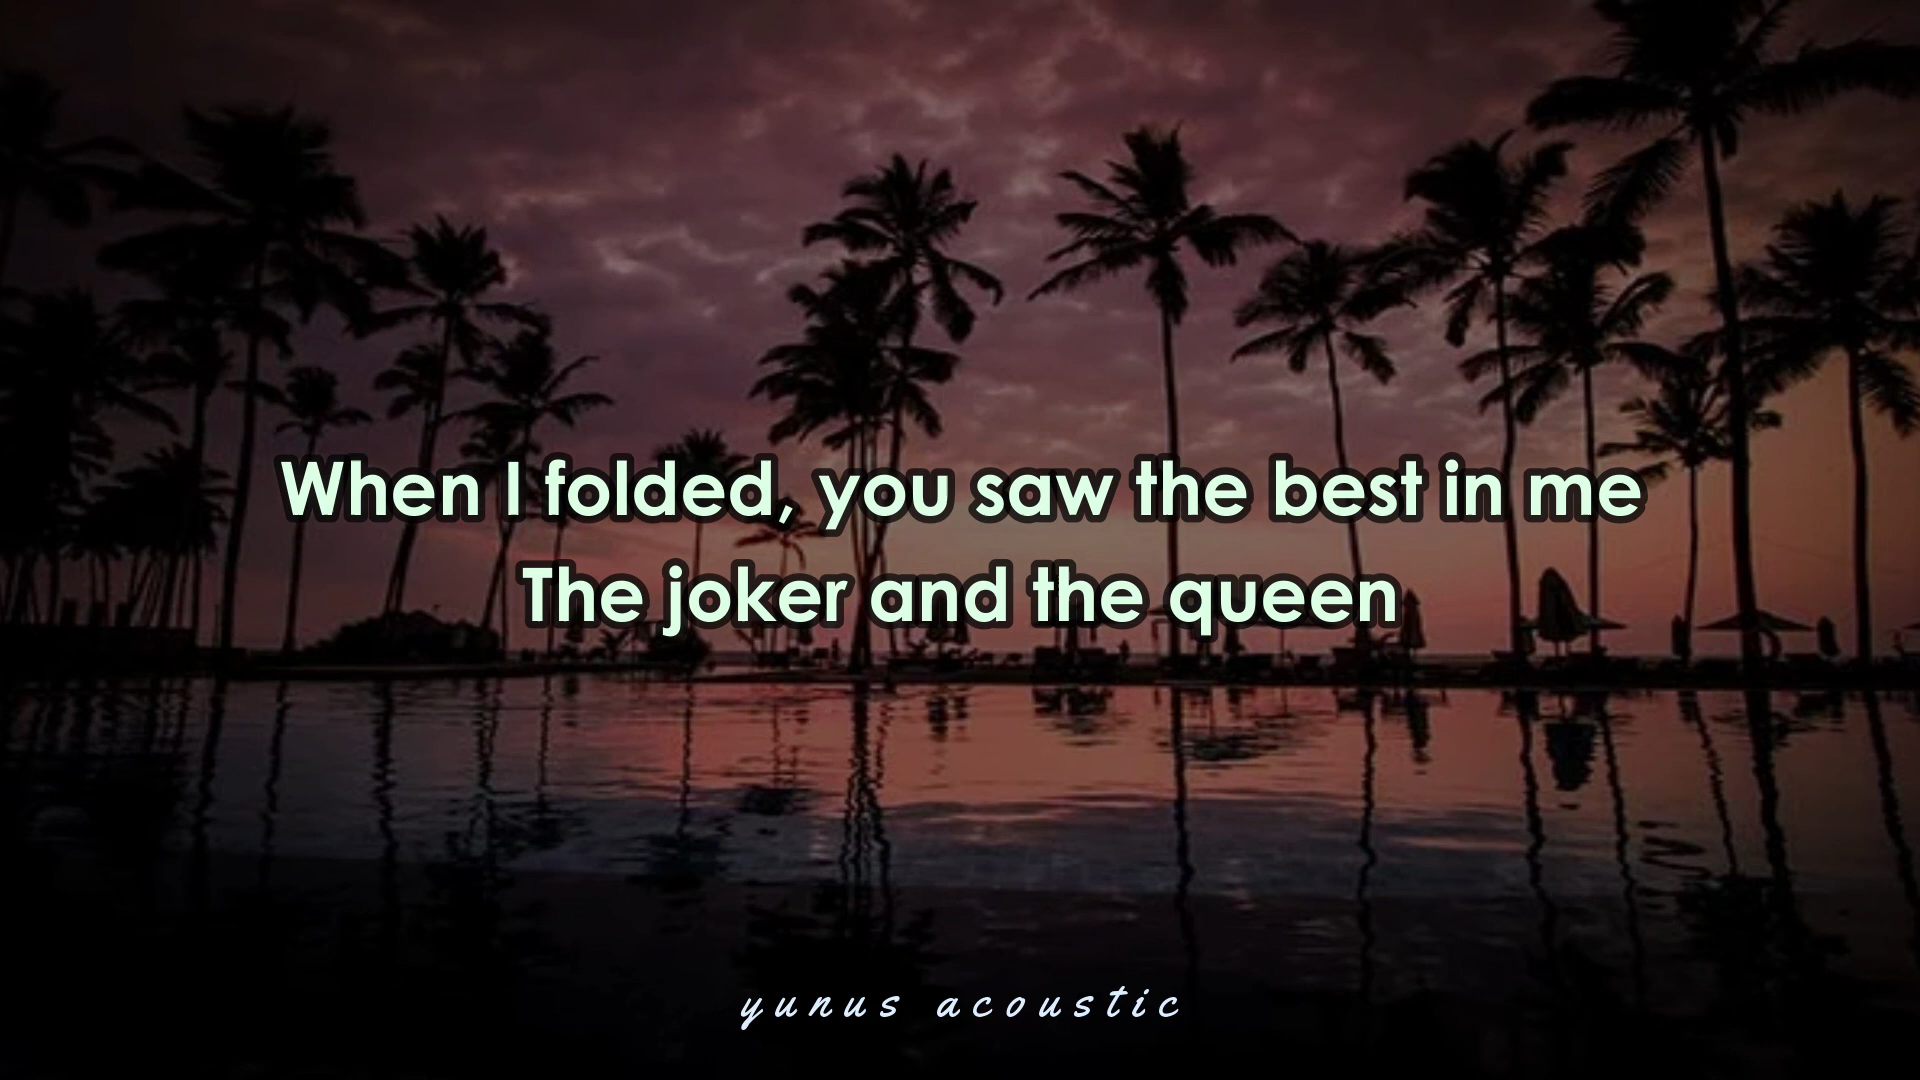 When I folded, you saw the best in me
The joker and the queen
yunus acoustic